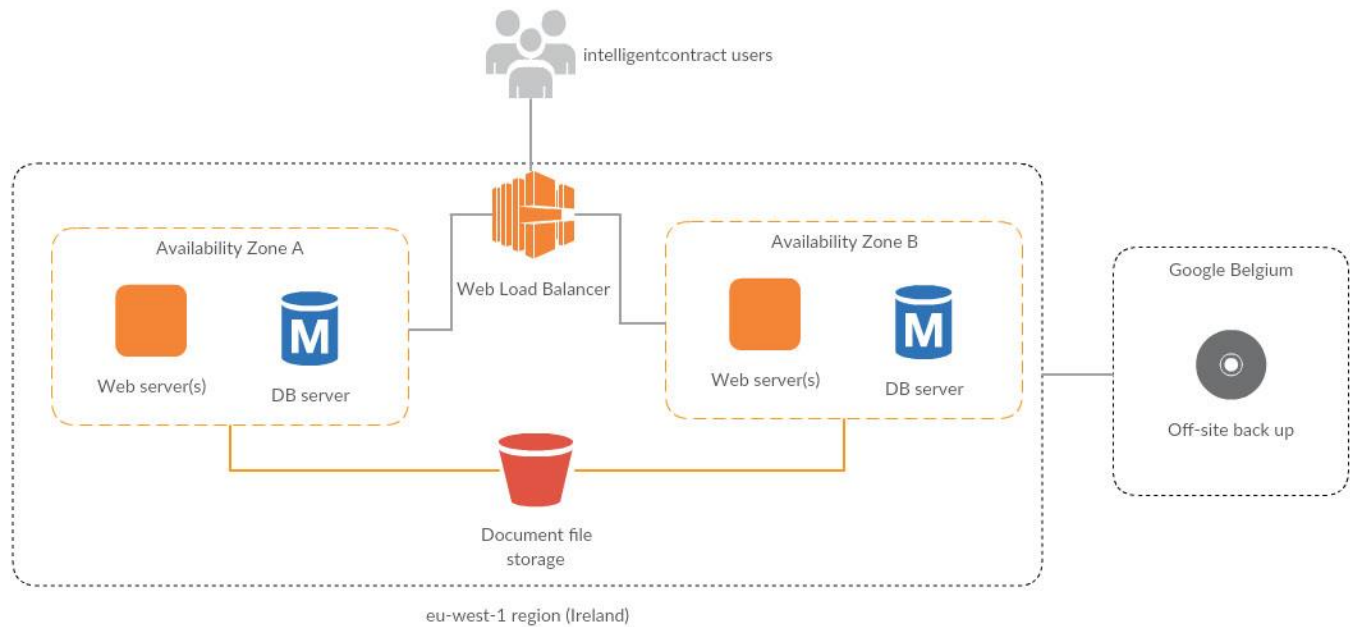 intelligentcontract users
Availability Zone A
Web server(s)
M
DB server
Web Load Balancer
Availability Zone B
Web server(s)
M
DB server
Document file
storage
Google Belgium
Off-site back up
eu-west-1 region (Ireland)